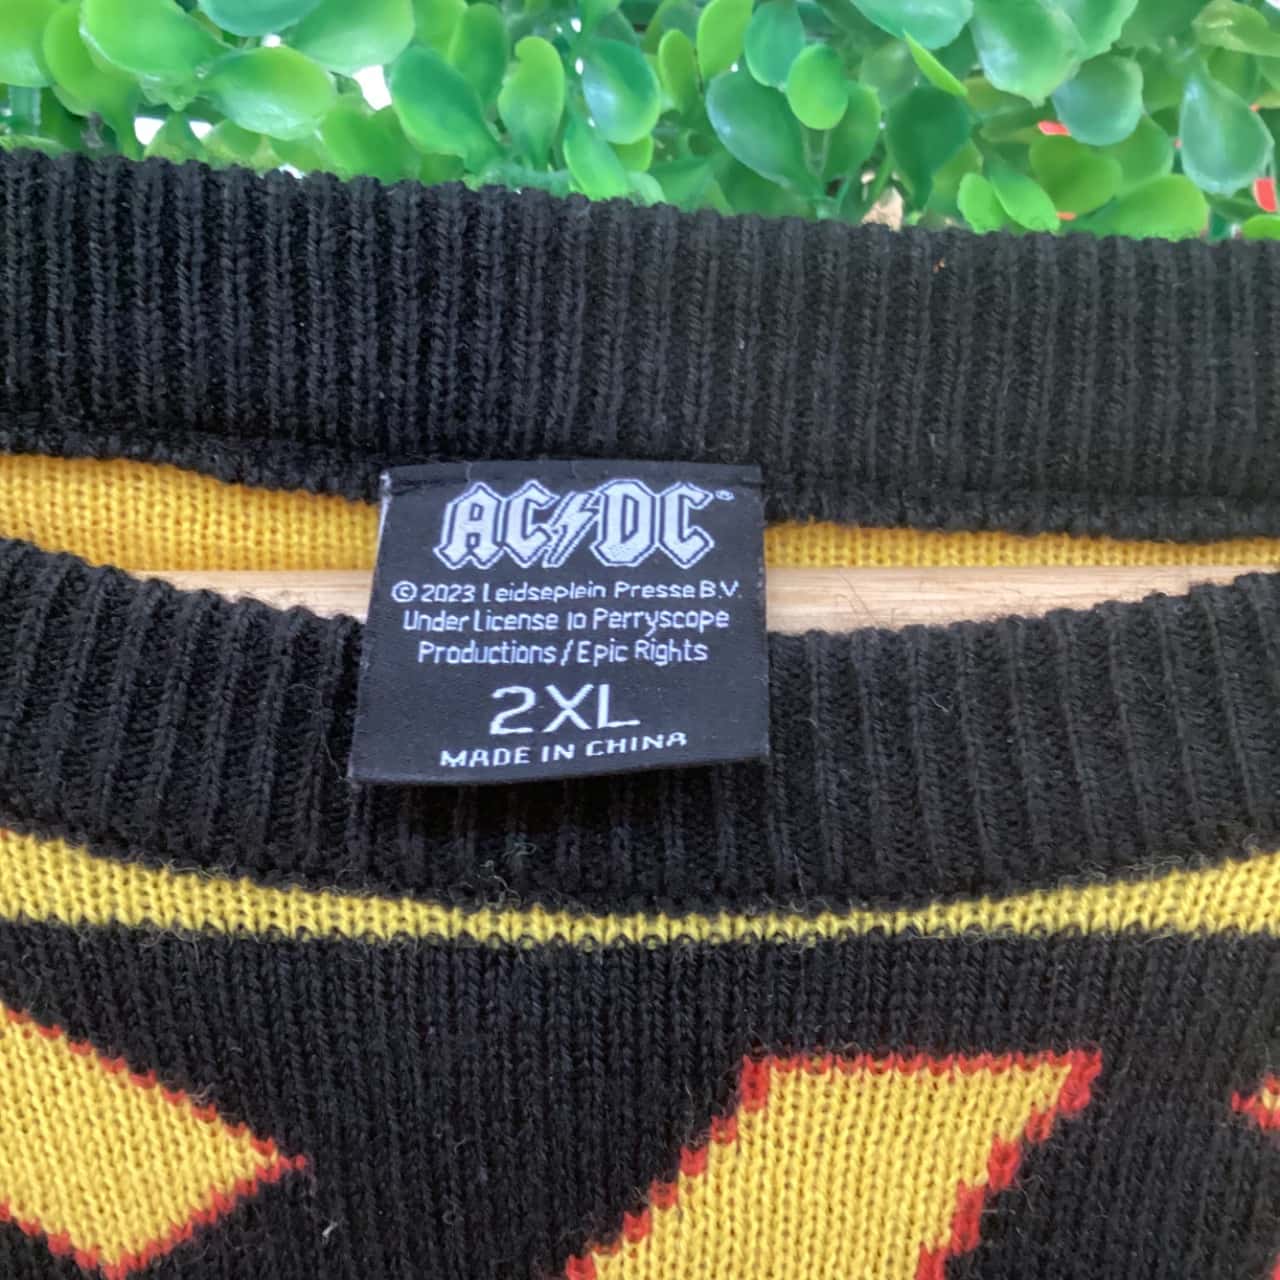 AC⚡DC®
© 2023 Leidseplein Presse B.V.
Under License to Perryscope
Productions / Epic Rights
2XL
MADE IN CHINA